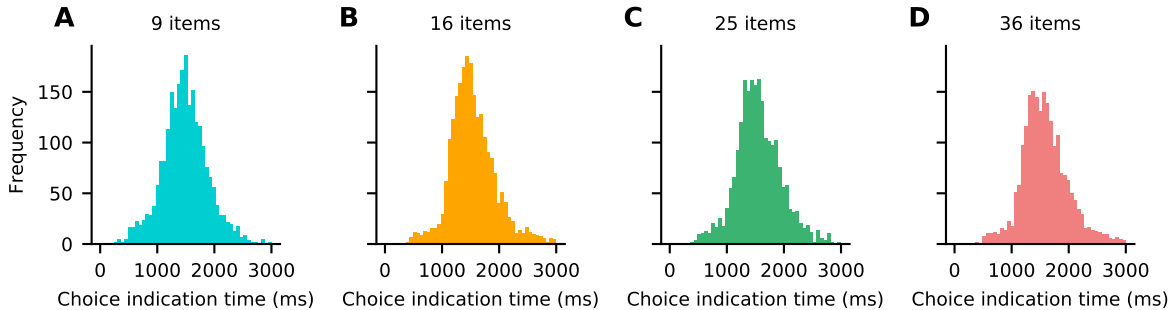 A 9 items B 16 items C 25 items D 36 items
Frequency
150
100
50
0
0 1000 2000 3000 0 1000 2000 3000 0 1000 2000 3000 0 1000 2000 3000
Choice indication time (ms) Choice indication time (ms) Choice indication time (ms) Choice indication time (ms)